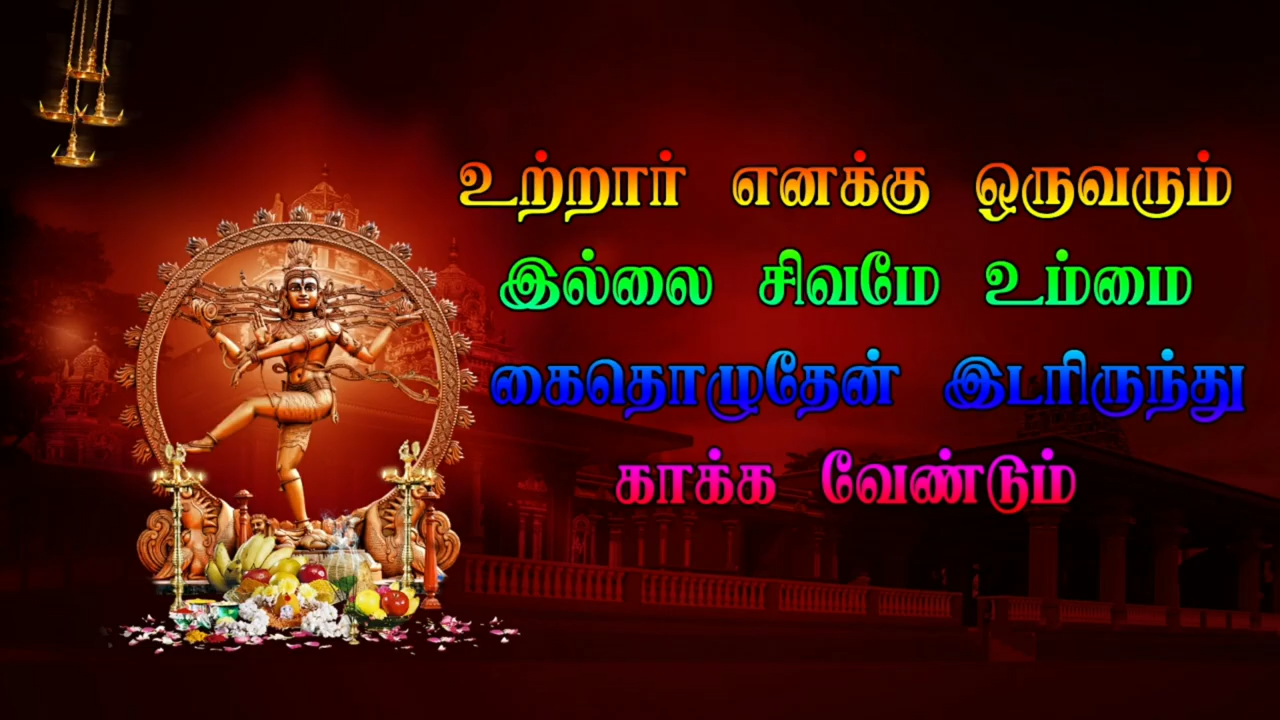 உற்றார் எனக்கு ஒருவரும்
இல்லை சிவமே உம்மை
கைதொழுதேன் இடரிருந்து
காக்க வேண்டும்